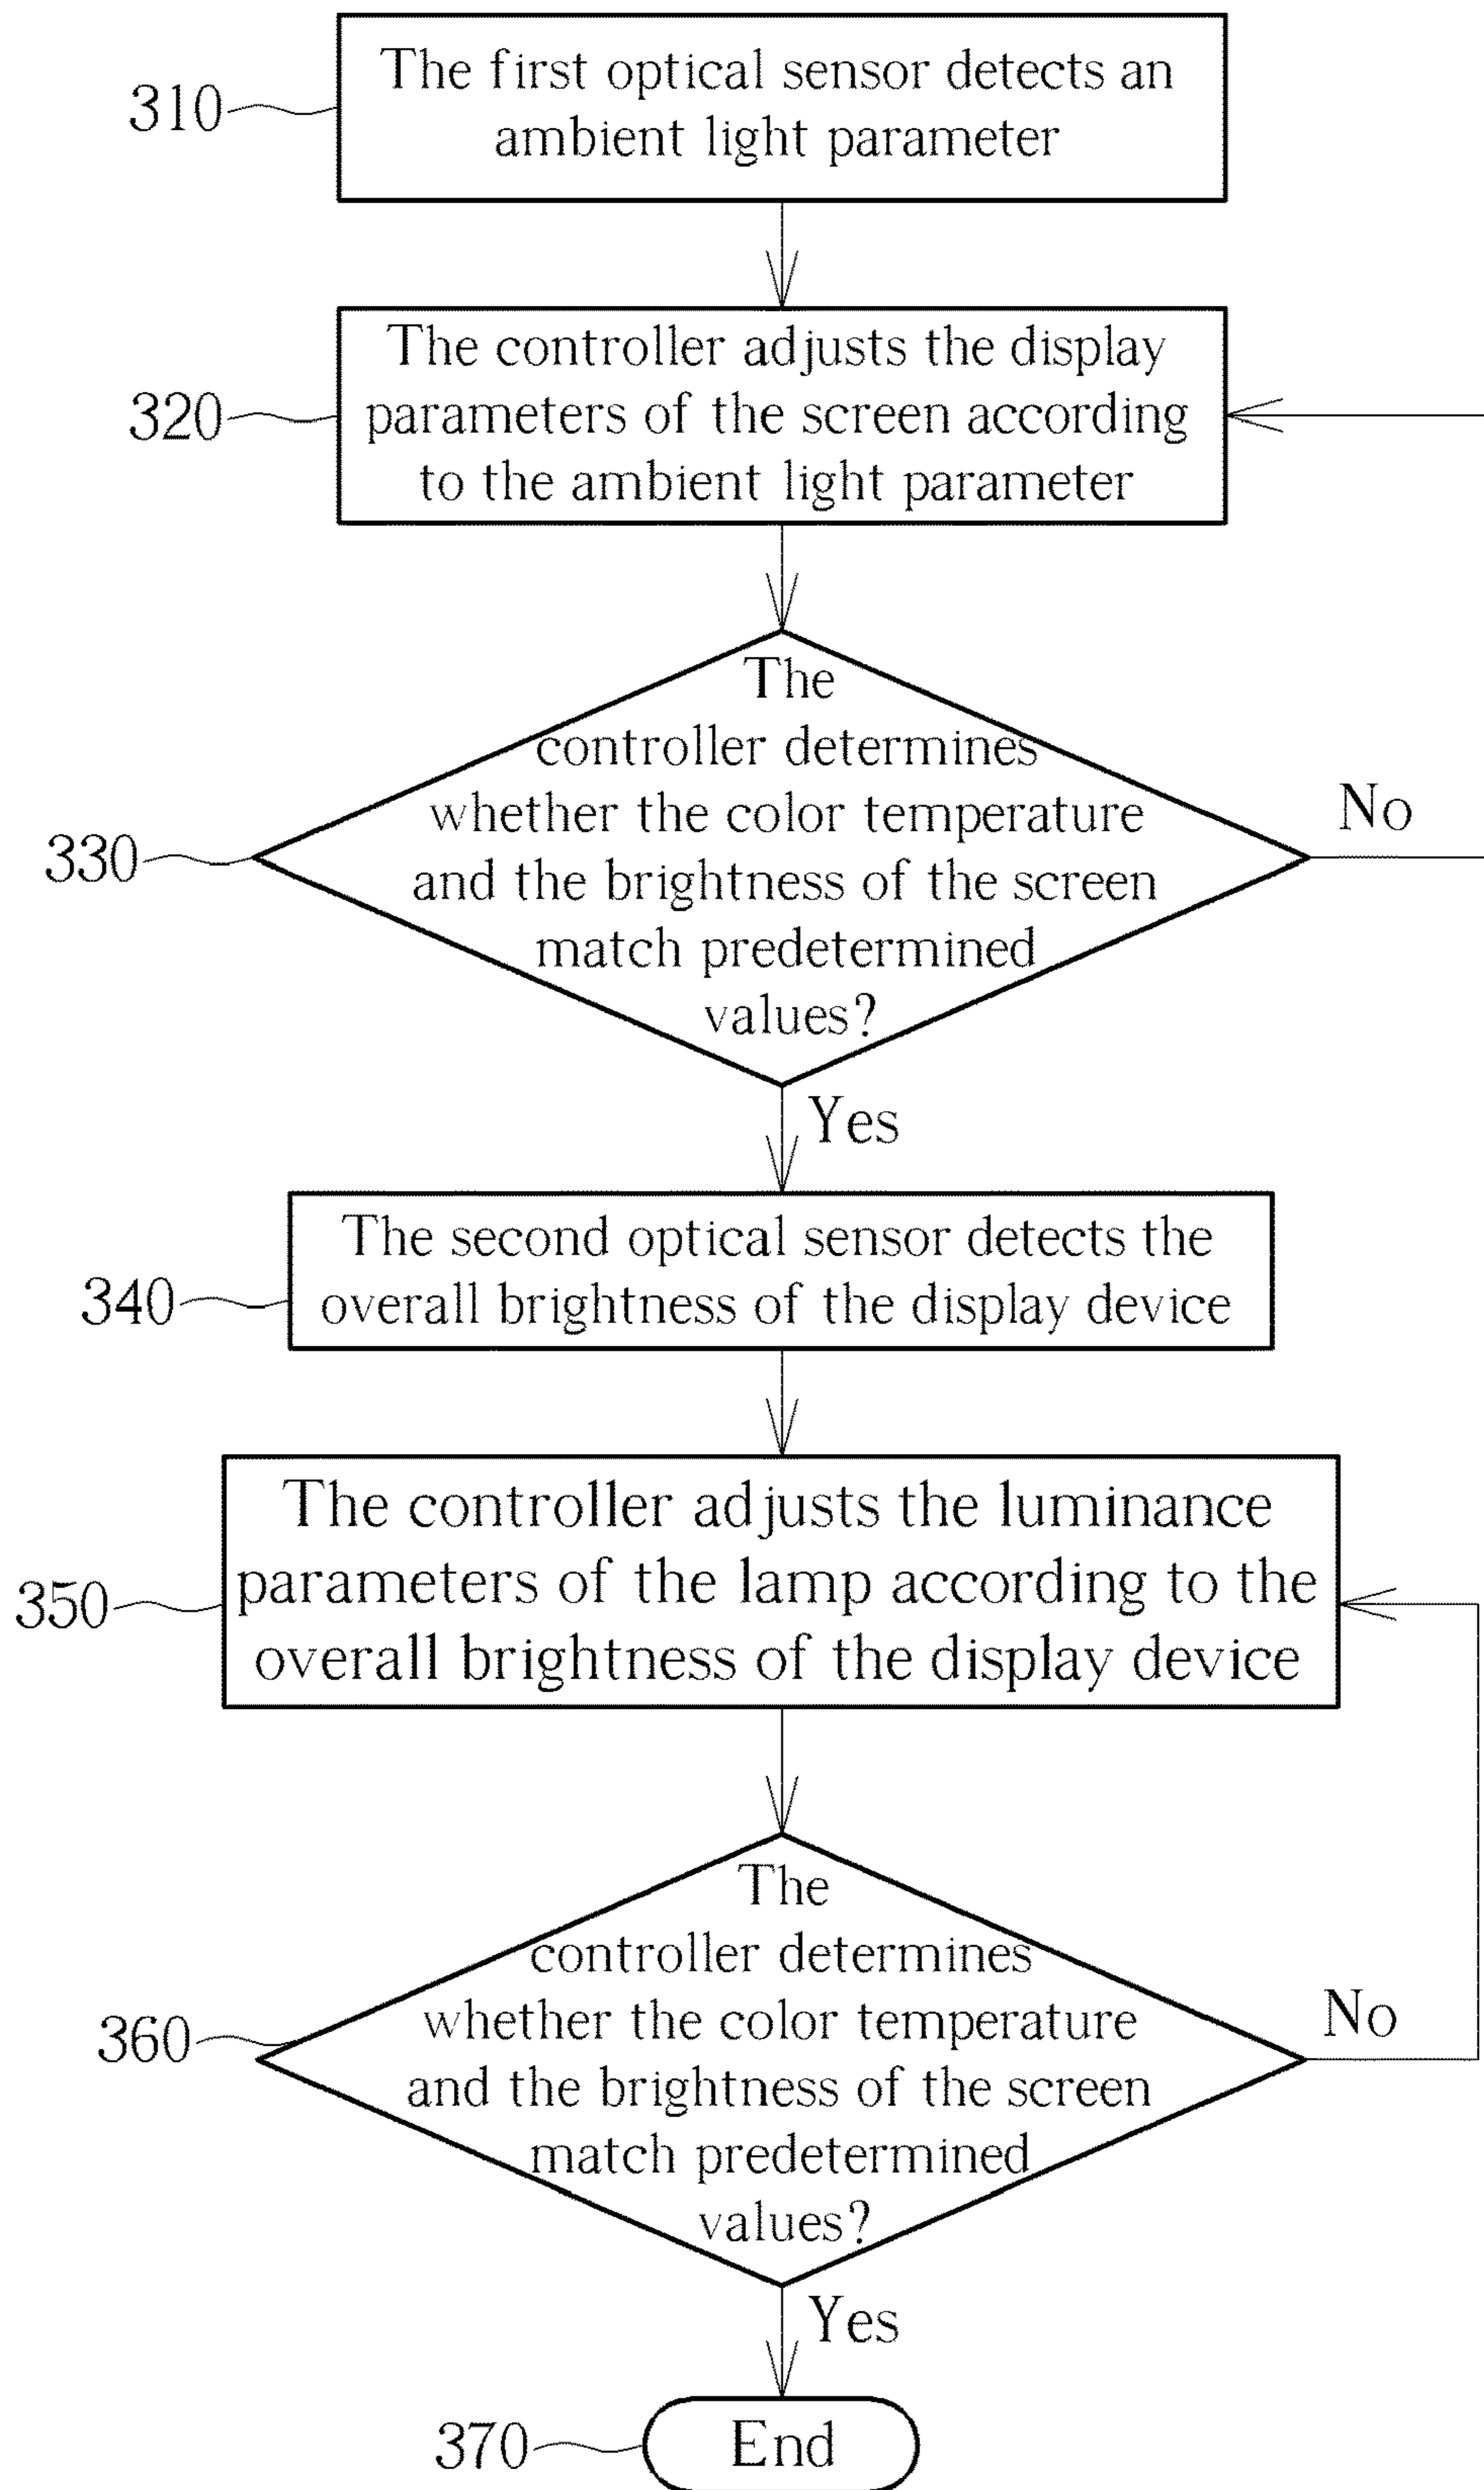 The first optical sensor detects an
ambient light parameter
310
The controller adjusts the display
parameters of the screen according
to the ambient light parameter
320
The
controller determines
whether the color temperature
and the brightness of the screen
match predetermined
values?
330
No
Yes
The second optical sensor detects the
overall brightness of the display device
340
The controller adjusts the luminance
parameters of the lamp according to the
overall brightness of the display device
350
The
controller determines
whether the color temperature
and the brightness of the screen
match predetermined
values?
360
No
Yes
370
End